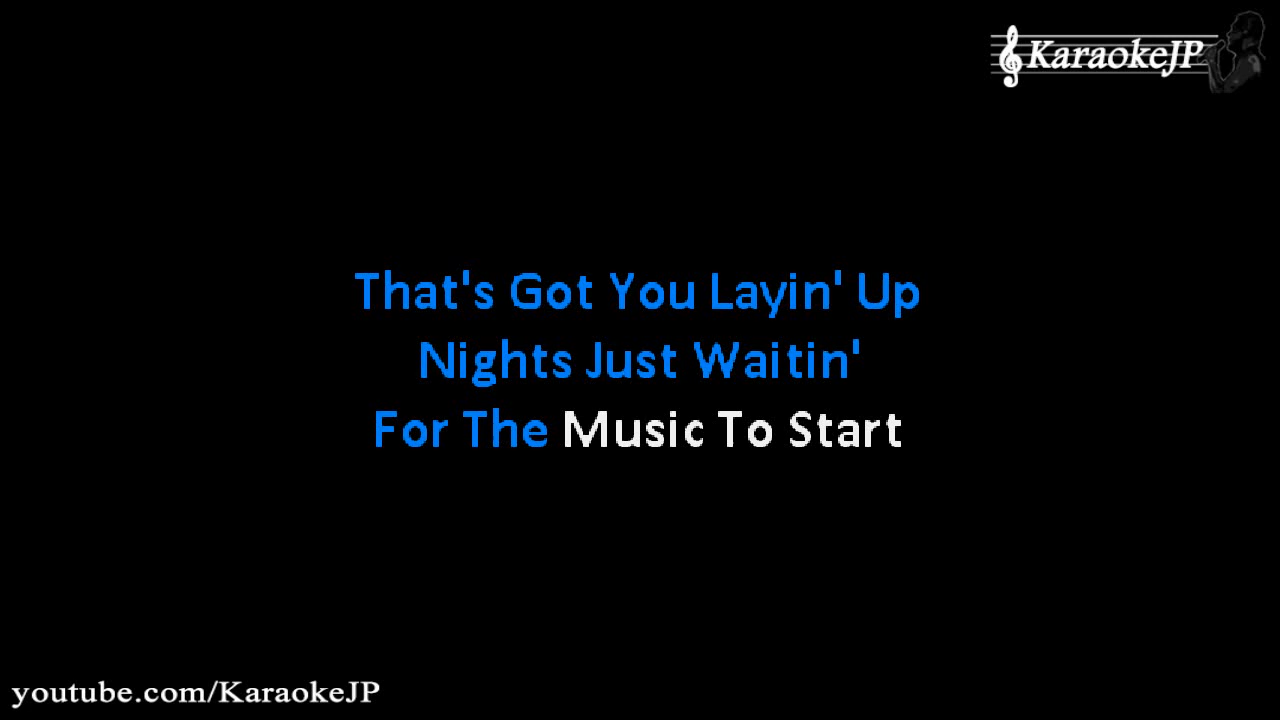 KaraokeJP
That's Got You Layin' Up
Nights Just Waitin'
For The Music To Start
youtube.com/KaraokeJP